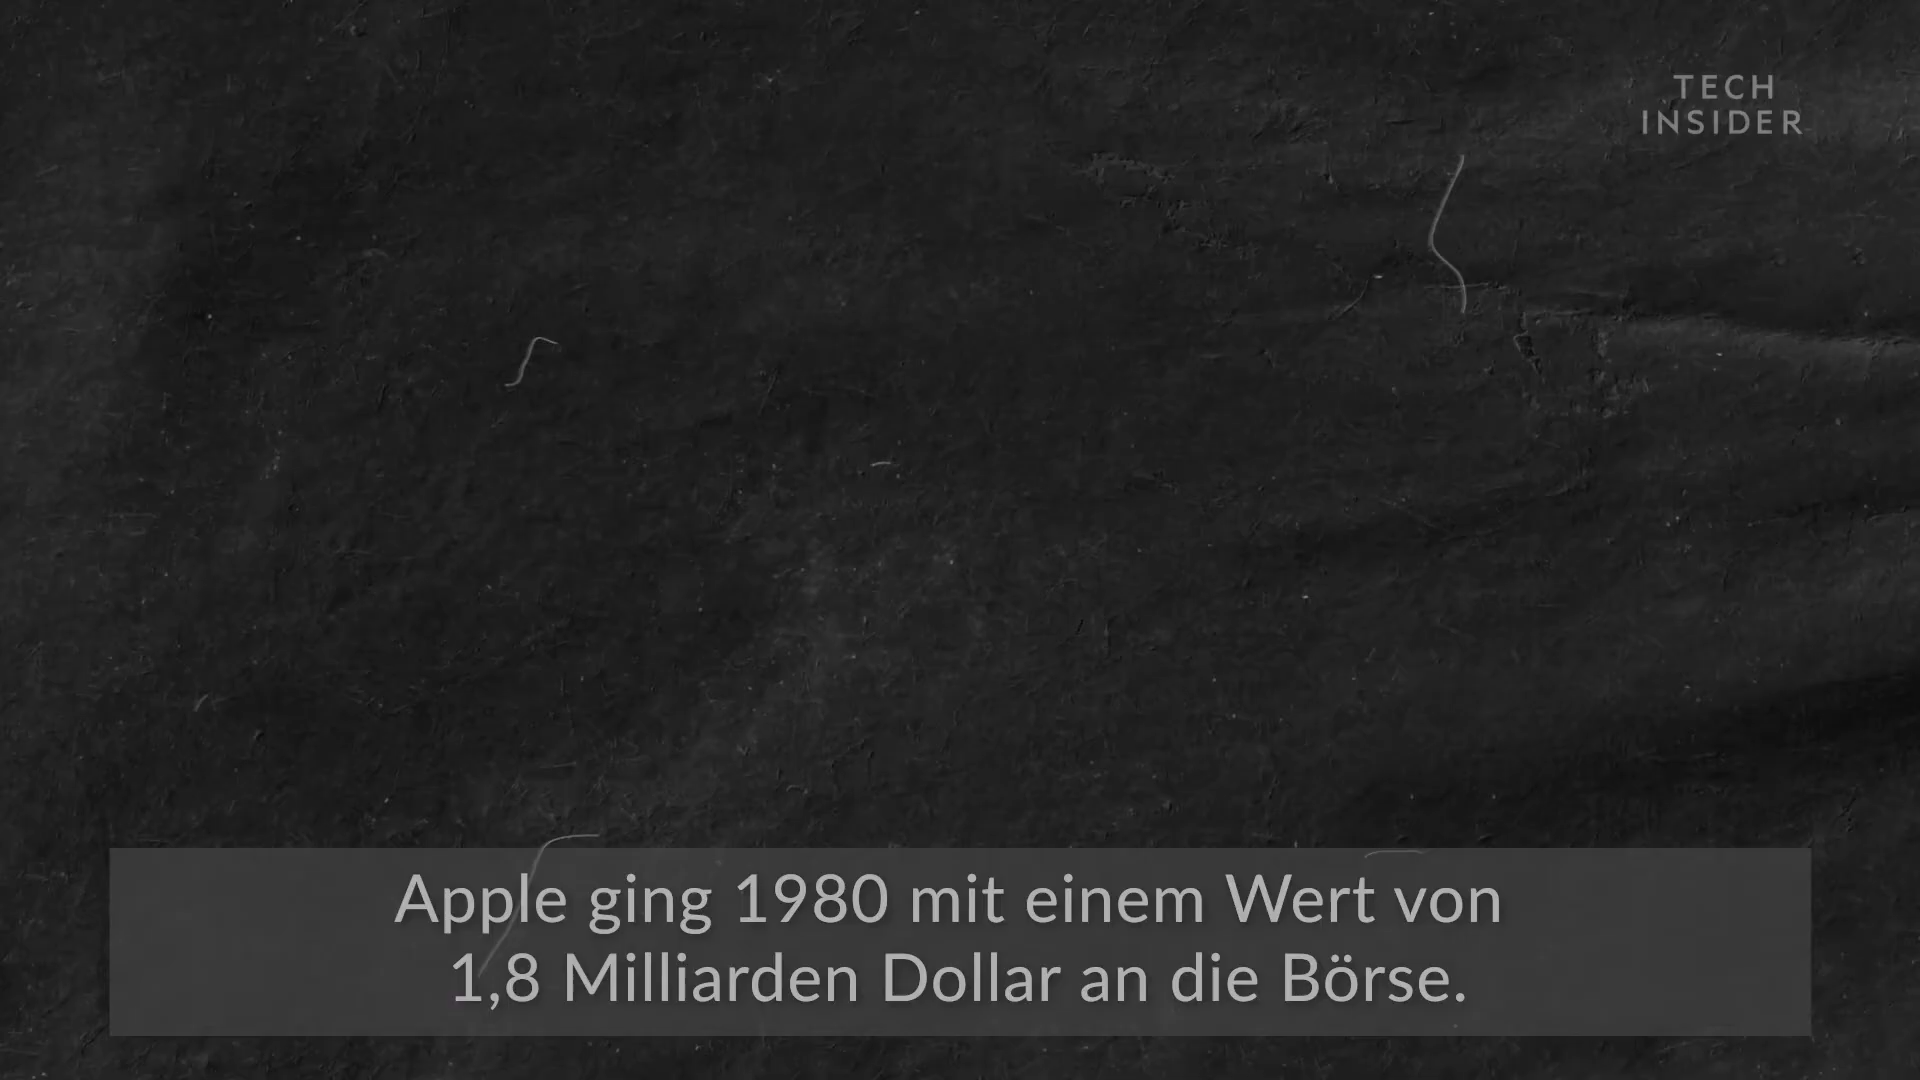 TECH
INSIDER
Apple ging 1980 mit einem Wert von
1,8 Milliarden Dollar an die Börse.